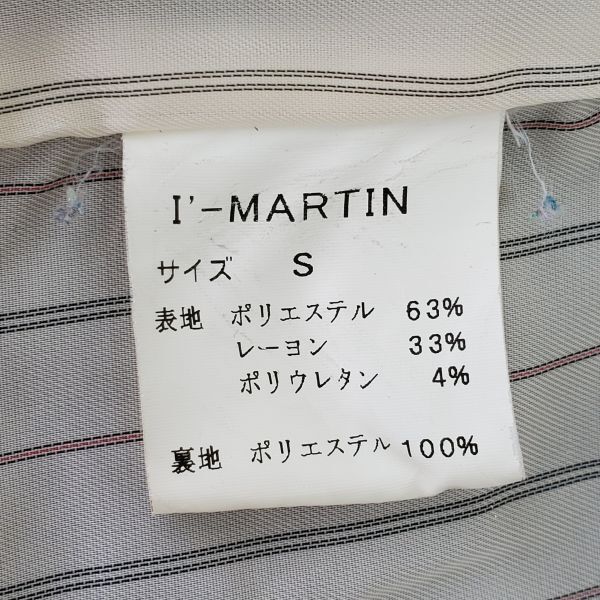 I'-MARTIN
サイズ S
表地 ポリエステル 63%
レーヨン 33%
ポリウレタン 4%
裏地 ポリエステル 100%